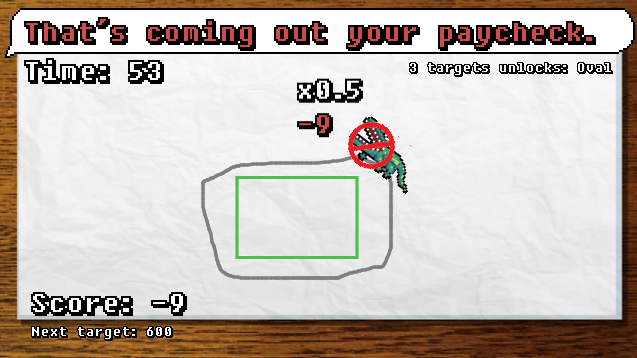 That's coming out your paycheck.
Time: 53
3 targets unlocks: Oval
x0.5
-9
Score: -9
Next target: 600